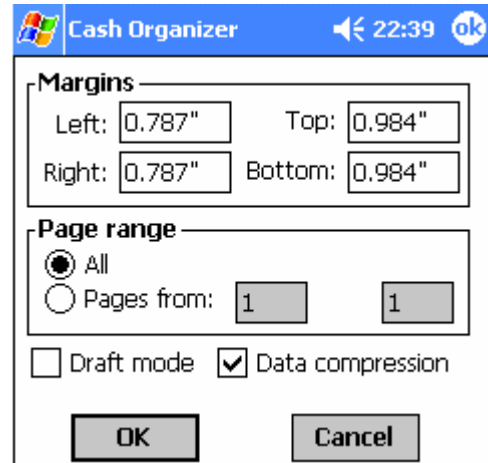 Cash Organizer 22:39 ok
Margins
Left: 0.787" Top: 0.984"
Right: 0.787" Bottom: 0.984"
Page range
All
Pages from: 1 1
Draft mode Data compression
OK Cancel